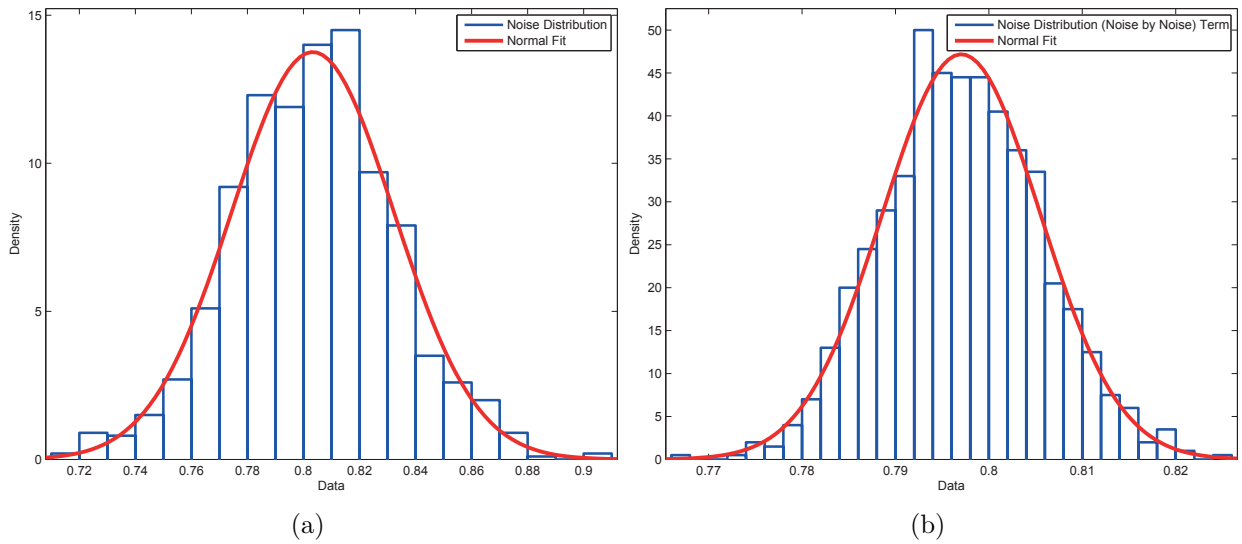 15
10
5
0
Density
0.72 0.74 0.76 0.78 0.8 0.82 0.84 0.86 0.88 0.9
Data
Noise Distribution
Normal Fit
(a)
50
45
40
35
30
25
20
15
10
5
0
Density
0.77 0.78 0.79 0.8 0.81 0.82
Data
Noise Distribution (Noise by Noise) Term
Normal Fit
(b)